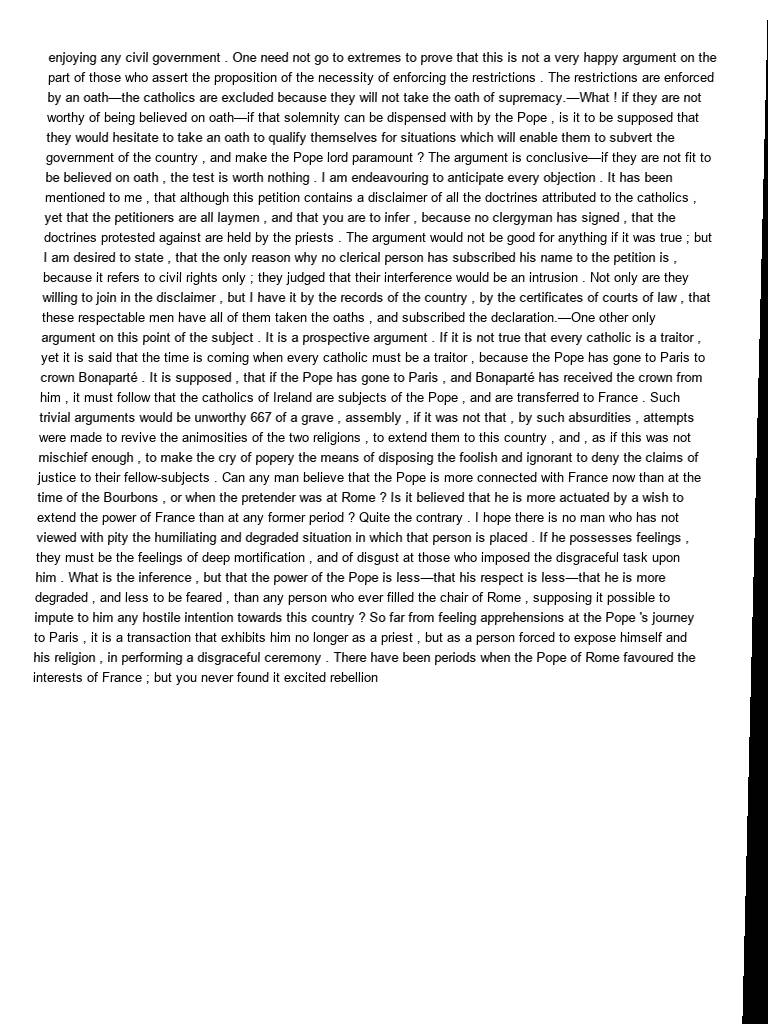 enjoying any civil government . One need not go to extremes to prove that this is not a very happy argument on the
part of those who assert the proposition of the necessity of enforcing the restrictions . The restrictions are enforced
by an oath—the catholics are excluded because they will not take the oath of supremacy.—What ! if they are not
worthy of being believed on oath—if that solemnity can be dispensed with by the Pope , is it to be supposed that
they would hesitate to take an oath to qualify themselves for situations which will enable them to subvert the
government of the country , and make the Pope lord paramount ? The argument is conclusive—if they are not fit to
be believed on oath , the test is worth nothing . I am endeavouring to anticipate every objection . It has been
mentioned to me , that although this petition contains a disclaimer of all the doctrines attributed to the catholics ,
yet that the petitioners are all laymen , and that you are to infer , because no clergyman has signed , that the
doctrines protested against are held by the priests . The argument would not be good for anything if it was true ; but
I am desired to state , that the only reason why no clerical person has subscribed his name to the petition is ,
because it refers to civil rights only ; they judged that their interference would be an intrusion . Not only are they
willing to join in the disclaimer , but I have it by the records of the country , by the certificates of courts of law , that
these respectable men have all of them taken the oaths , and subscribed the declaration.—One other only
argument on this point of the subject . It is a prospective argument . If it is not true that every catholic is a traitor ,
yet it is said that the time is coming when every catholic must be a traitor , because the Pope has gone to Paris to
crown Bonaparté . It is supposed , that if the Pope has gone to Paris , and Bonaparté has received the crown from
him , it must follow that the catholics of Ireland are subjects of the Pope , and are transferred to France . Such
trivial arguments would be unworthy 667 of a grave , assembly , if it was not that , by such absurdities , attempts
were made to revive the animosities of the two religions , to extend them to this country , and , as if this was not
mischief enough , to make the cry of popery the means of disposing the foolish and ignorant to deny the claims of
justice to their fellow-subjects . Can any man believe that the Pope is more connected with France now than at the
time of the Bourbons , or when the pretender was at Rome ? Is it believed that he is more actuated by a wish to
extend the power of France than at any former period ? Quite the contrary . I hope there is no man who has not
viewed with pity the humiliating and degraded situation in which that person is placed . If he possesses feelings ,
they must be the feelings of deep mortification , and of disgust at those who imposed the disgraceful task upon
him . What is the inference , but that the power of the Pope is less—that his respect is less—that he is more
degraded , and less to be feared , than any person who ever filled the chair of Rome , supposing it possible to
impute to him any hostile intention towards this country ? So far from feeling apprehensions at the Pope 's journey
to Paris , it is a transaction that exhibits him no longer as a priest , but as a person forced to expose himself and
his religion , in performing a disgraceful ceremony . There have been periods when the Pope of Rome favoured the
interests of France ; but you never found it excited rebellion